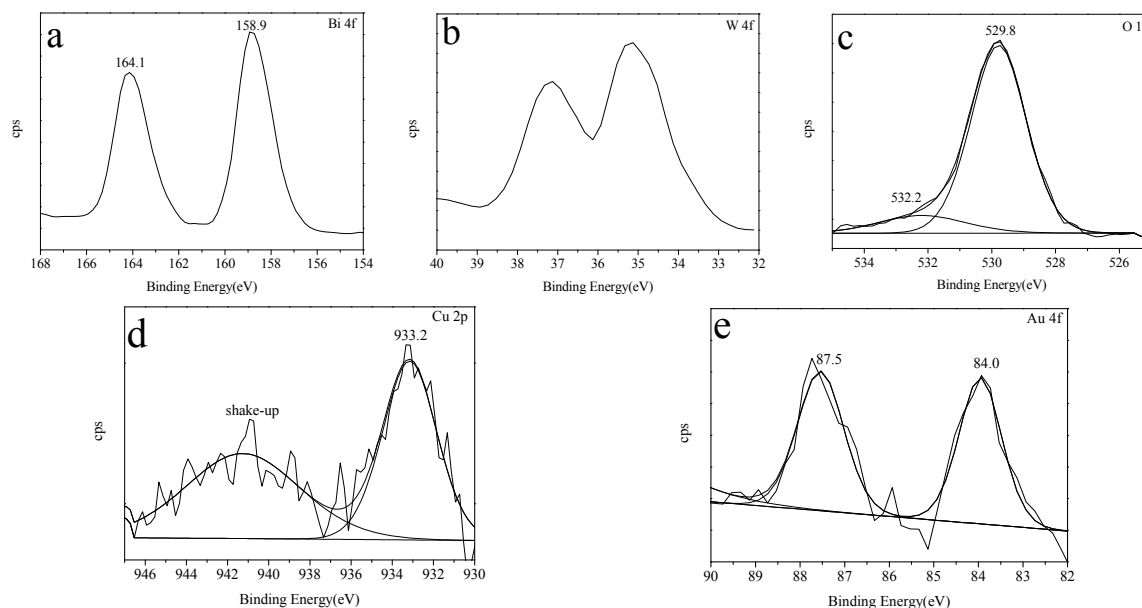 a
Bi 4f
158.9
164.1
cps
168 166 164 162 160 158 156 154
Binding Energy(eV)
b
W 4f
cps
40 39 38 37 36 35 34 33 32
Binding Energy(eV)
c
O 1
529.8
532.2
cps
534 532 530 528 526
Binding Energy(eV)
d
Cu 2p
933.2
shake-up
cps
946 944 942 940 938 936 934 932 930
Binding Energy(eV)
e
Au 4f
87.5
84.0
cps
90 89 88 87 86 85 84 83 82
Binding Energy(eV)